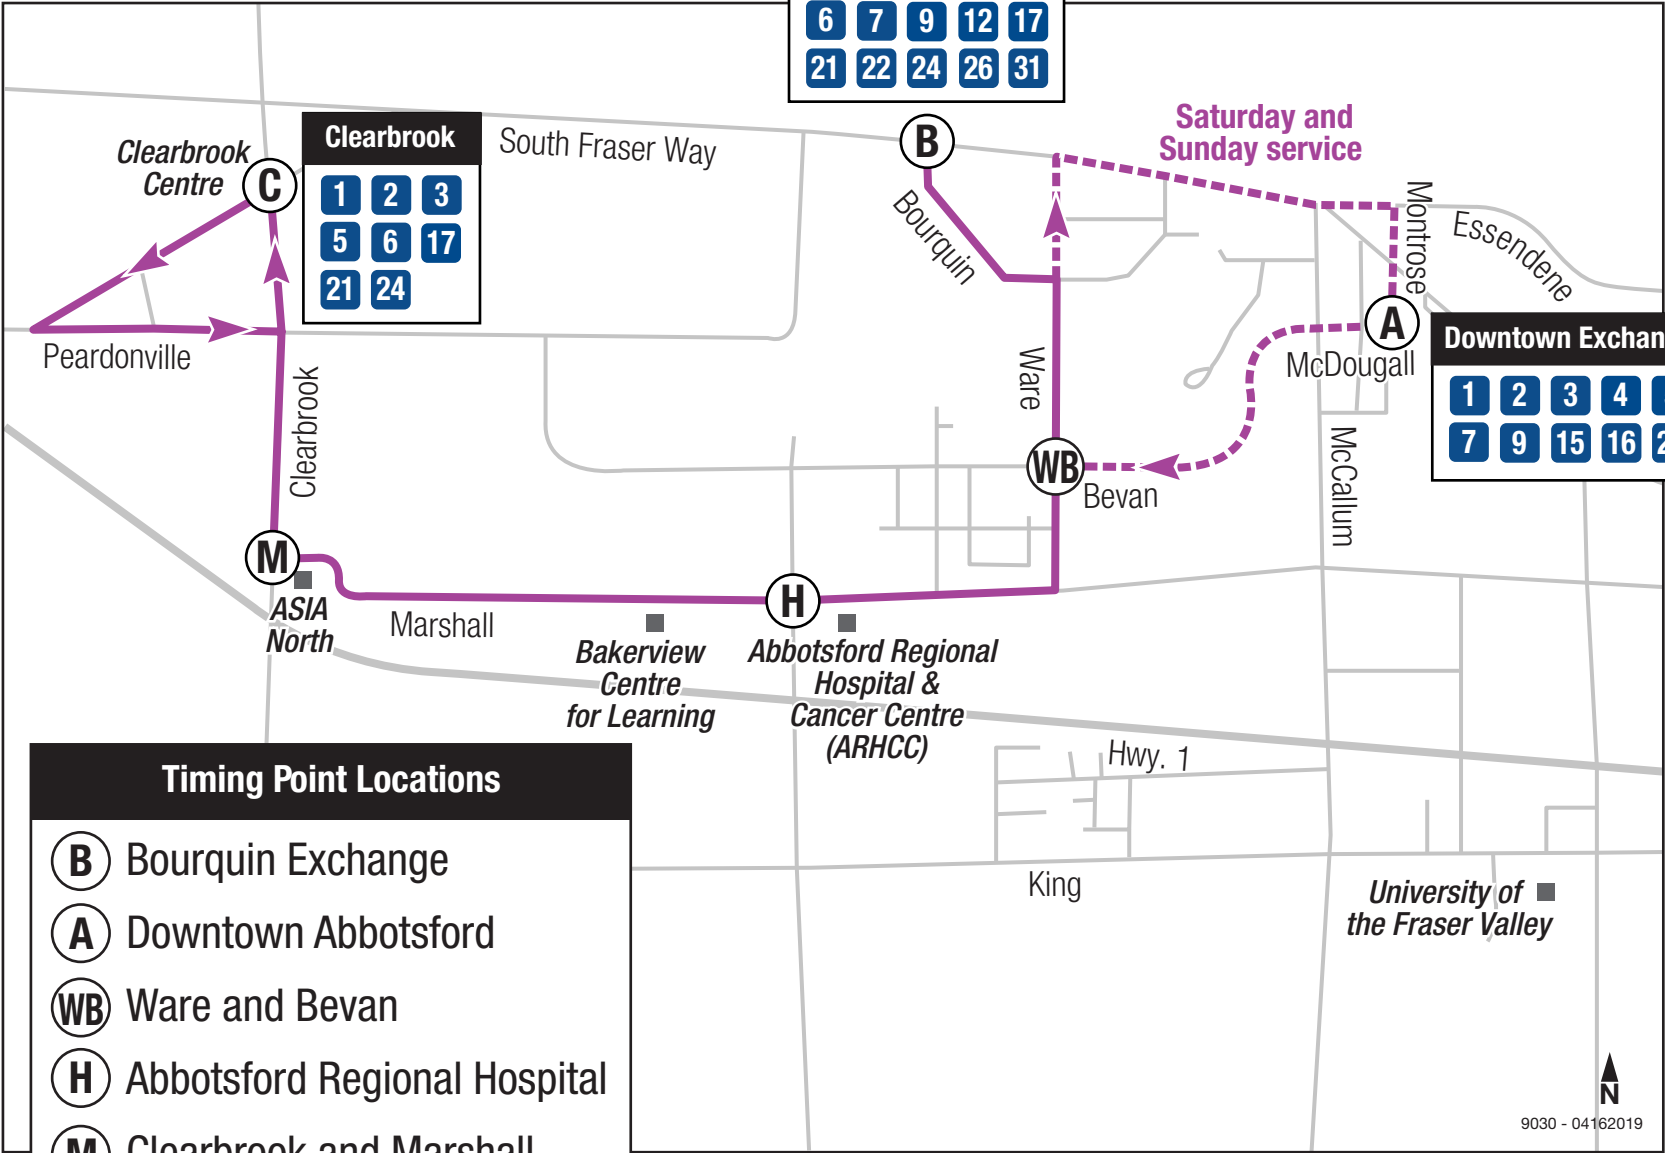 6 7 9 12 17
21 22 24 26 31
Saturday and
Sunday service
Clearbrook
Centre
C
Clearbrook
1 2 3
5 6 17
21 24
South Fraser Way
B
Bourquin
Montrose
Essendene
A
McDougall
Downtown Exchan
1 2 3 4
7 9 15 16
Peardonville
Clearbrook
Ware
WB
Bevan
McCallum
M
ASIA
North
Marshall
H
Bakerview
Centre
for Learning
Abbotsford Regional
Hospital &
Cancer Centre
(ARHCC)
Hwy. 1
King
University of
the Fraser Valley
Timing Point Locations
B Bourquin Exchange
A Downtown Abbotsford
WB Ware and Bevan
H Abbotsford Regional Hospital
M Clearbrook and Marshall
N
9030 - 04162019